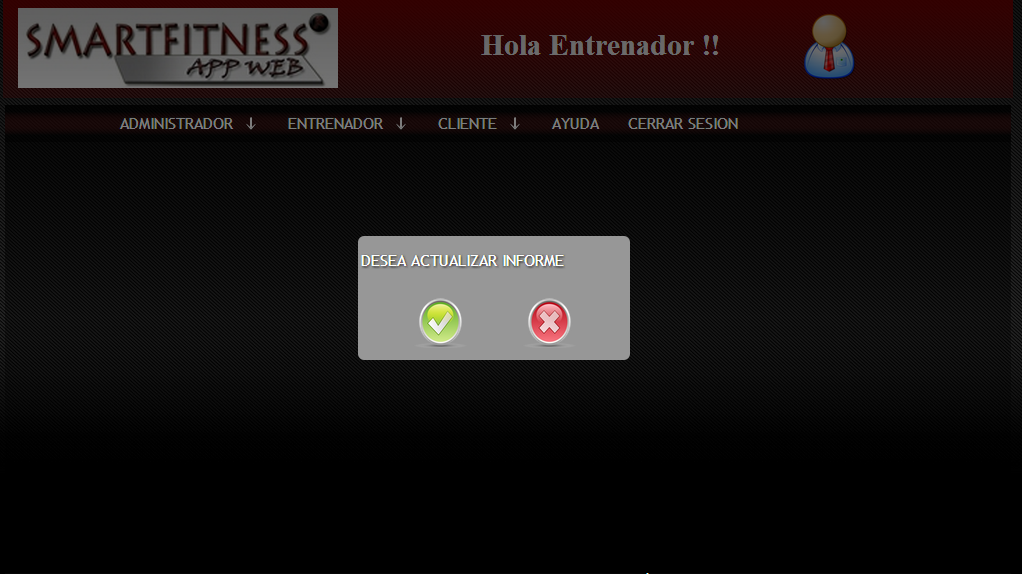 SMARTFITNESS
APP WEB
Hola Entrenador !!
ADMINISTRADOR ↓ ENTRENADOR ↓ CLIENTE ↓ AYUDA CERRAR SESION
DESEA ACTUALIZAR INFORME